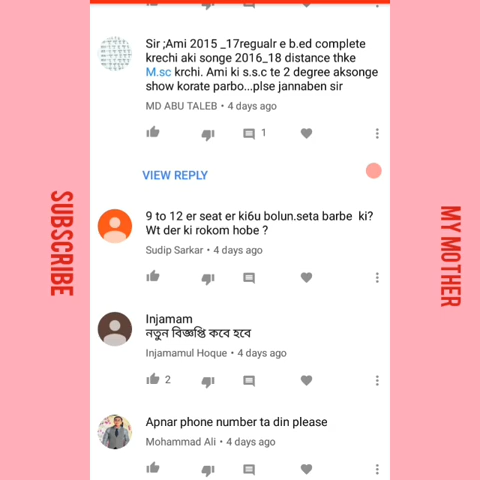 Sir ;Ami 2015 _17regualr e b.ed complete
krechi aki songe 2016_18 distance thke
M.sc krchi. Ami ki s.s.c te 2 degree aksonge
show korate parbo...plse jannaben sir
MD ABU TALEB • 4 days ago
1
VIEW REPLY
SUBSCRIBE
MY MOTHER
9 to 12 er seat er ki6u bolun.seta barbe ki?
Wt der ki rokom hobe ?
Sudip Sarkar • 4 days ago
Injamam
নতুন বিজ্ঞপ্তি কবে হবে
Injamamul Hoque • 4 days ago
2
Apnar phone number ta din please
Mohammad Ali • 4 days ago